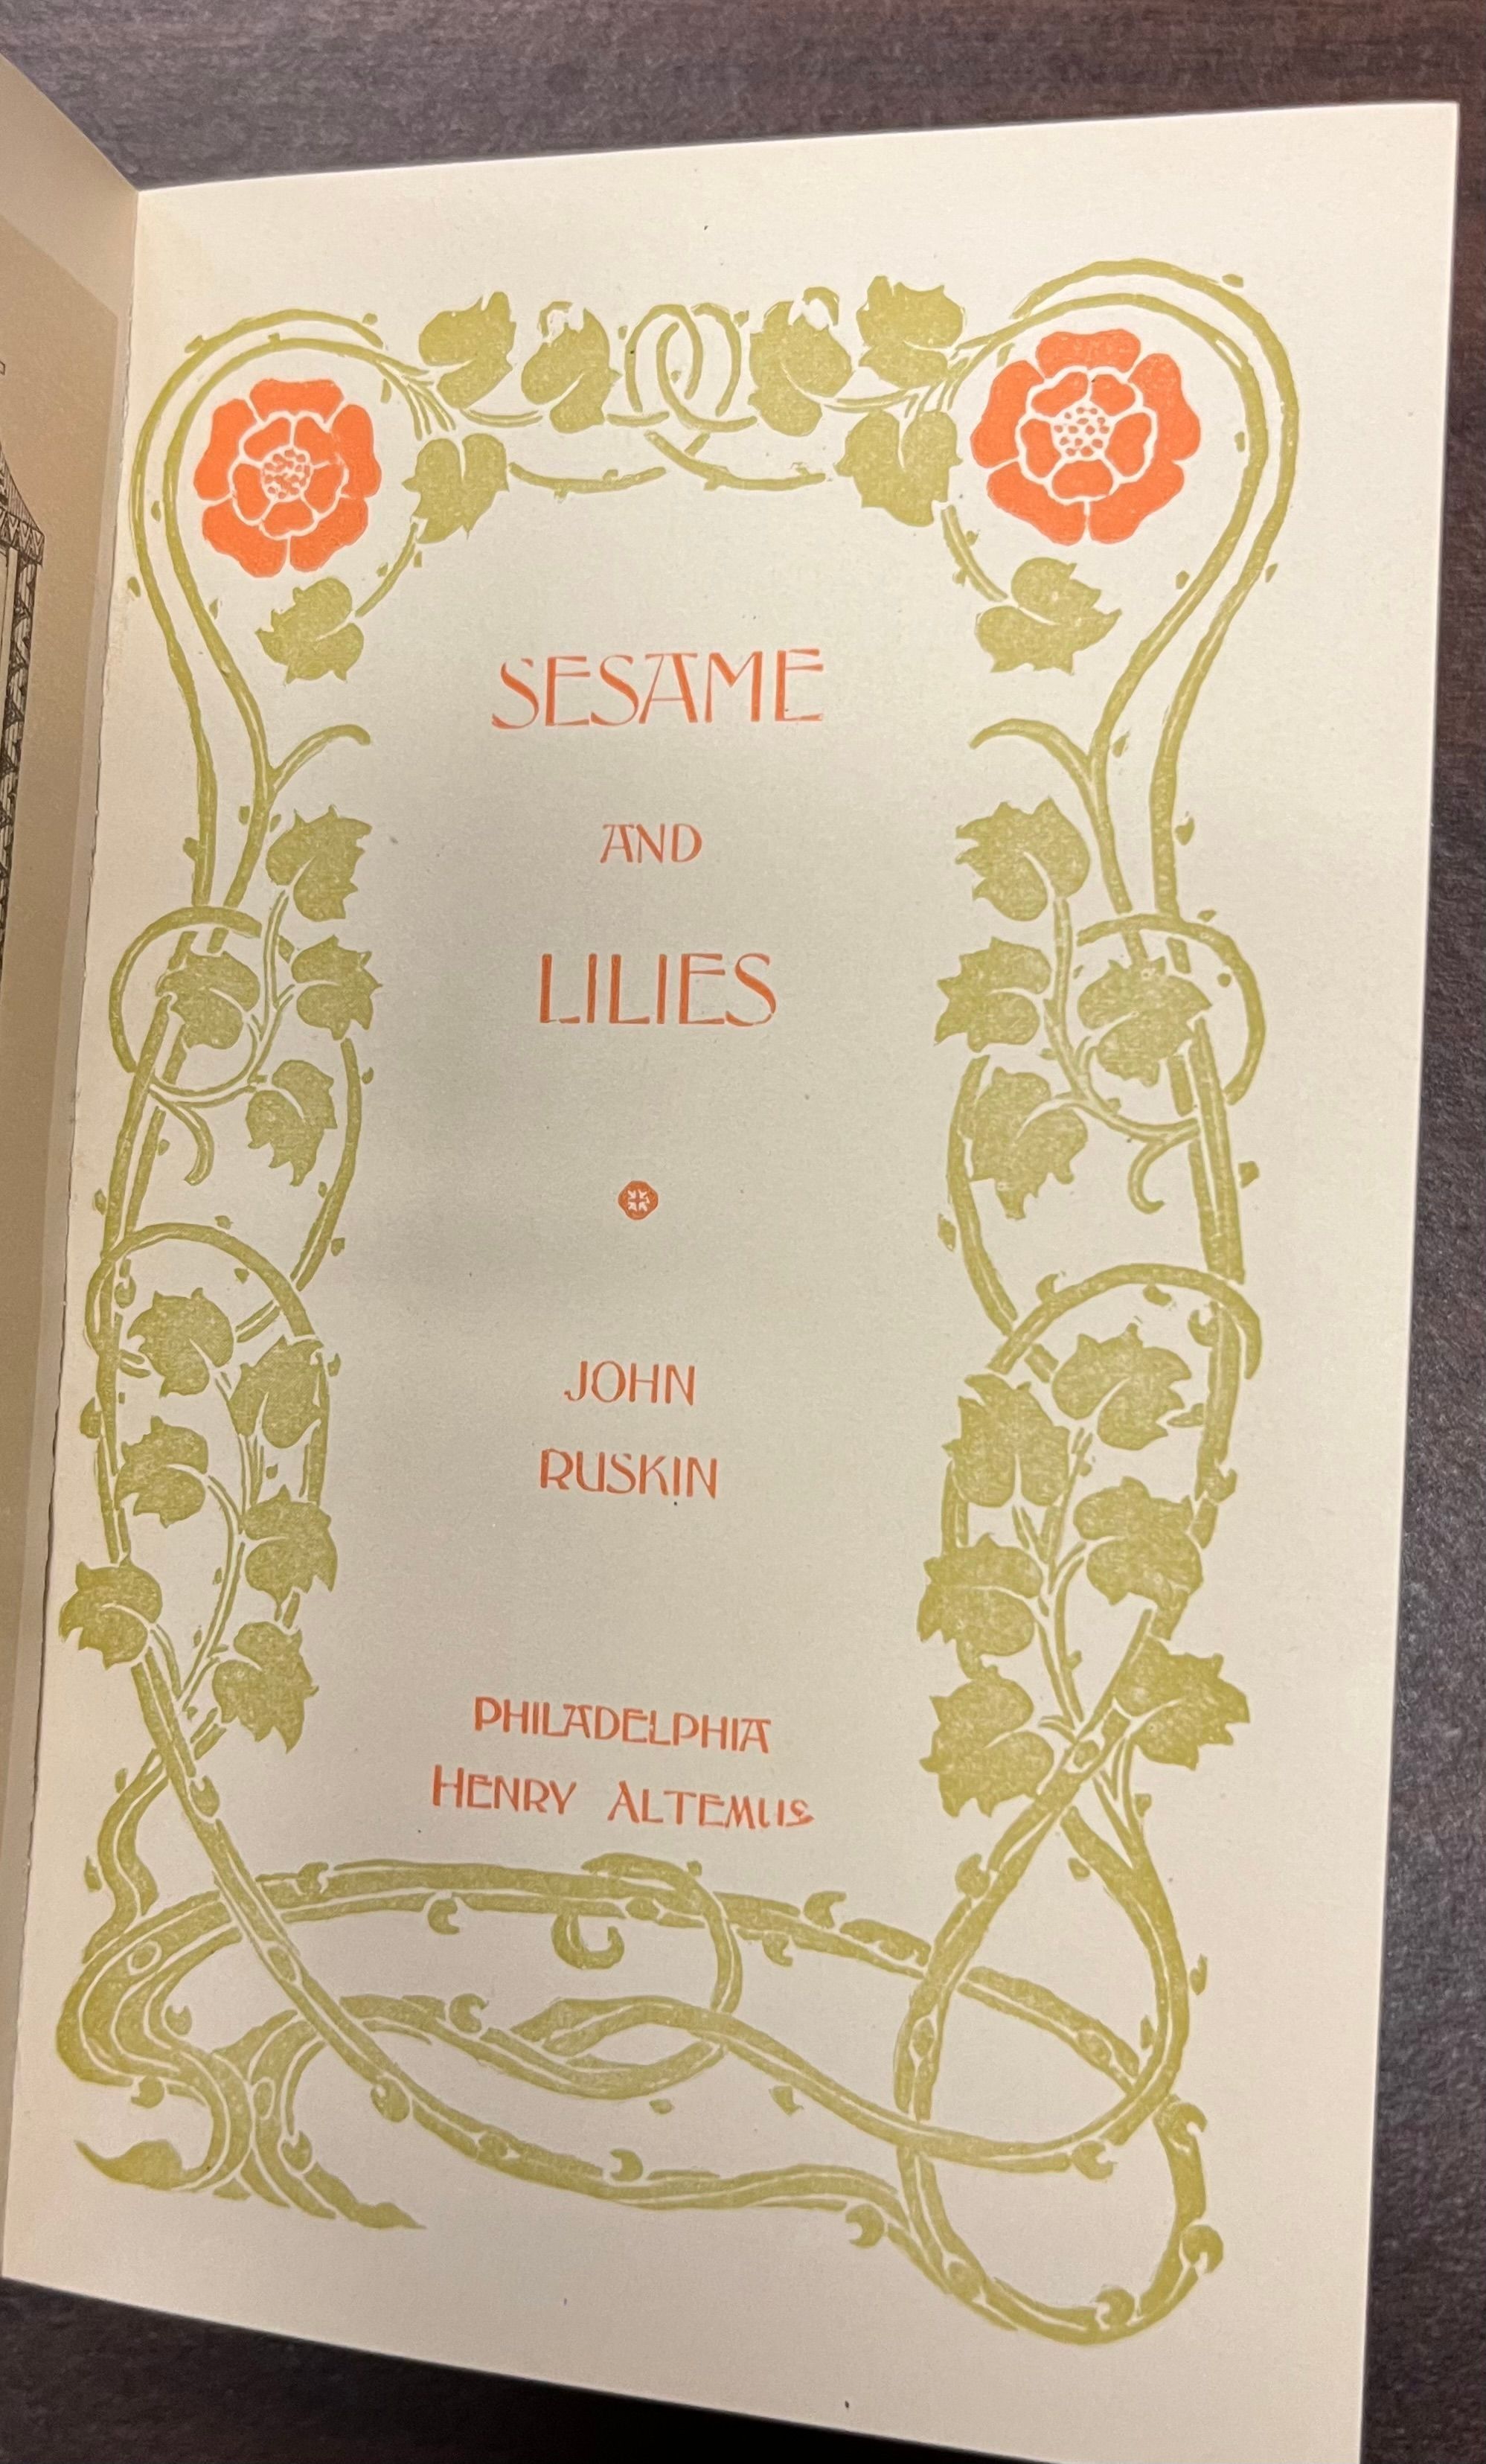 SESAME
AND
LILIES
JOHN
RUSKIN
PHILADELPHIA
HENRY ALTEMUS